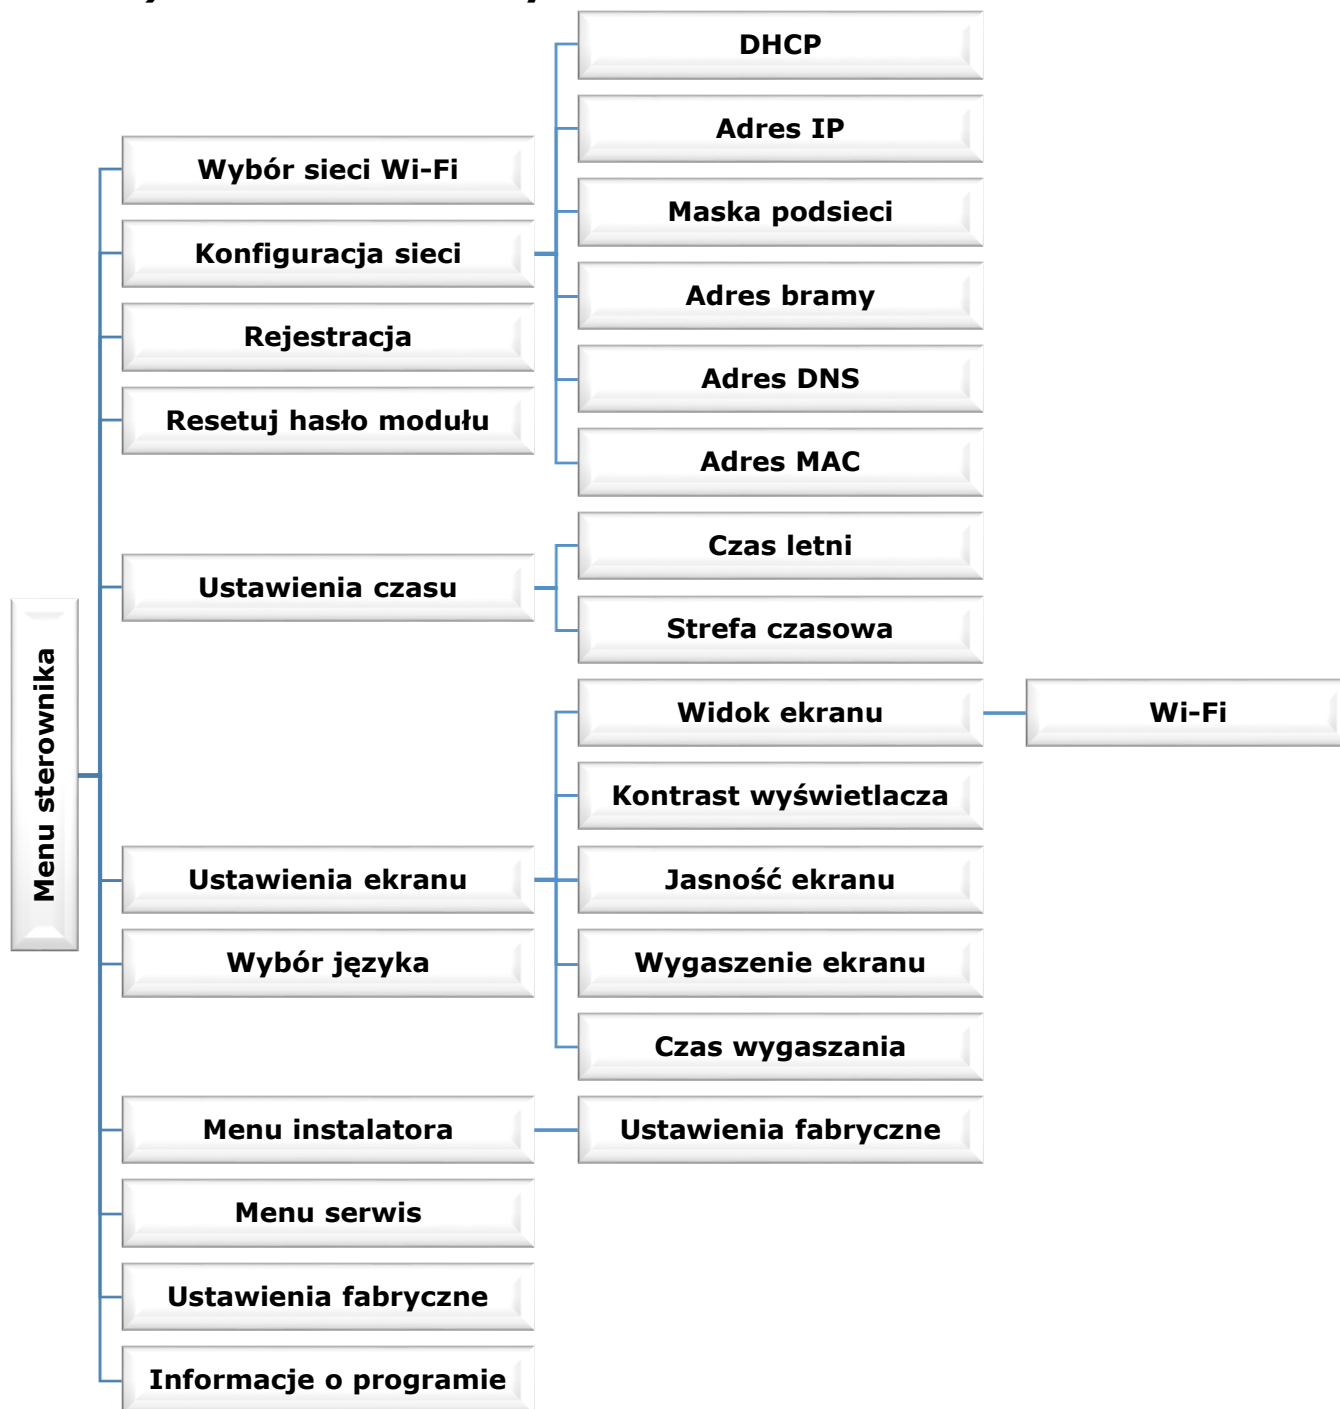 Menu sterownika
Wybór sieci Wi-Fi
Konfiguracja sieci
DHCP
Adres IP
Maska podsieci
Adres bramy
Adres DNS
Adres MAC
Rejestracja
Resetuj hasło modułu
Ustawienia czasu
Czas letni
Strefa czasowa
Ustawienia ekranu
Widok ekranu
Wi-Fi
Kontrast wyświetlacza
Jasność ekranu
Wygaszenie ekranu
Czas wygaszania
Wybór języka
Menu instalatora
Ustawienia fabryczne
Menu serwis
Ustawienia fabryczne
Informacje o programie